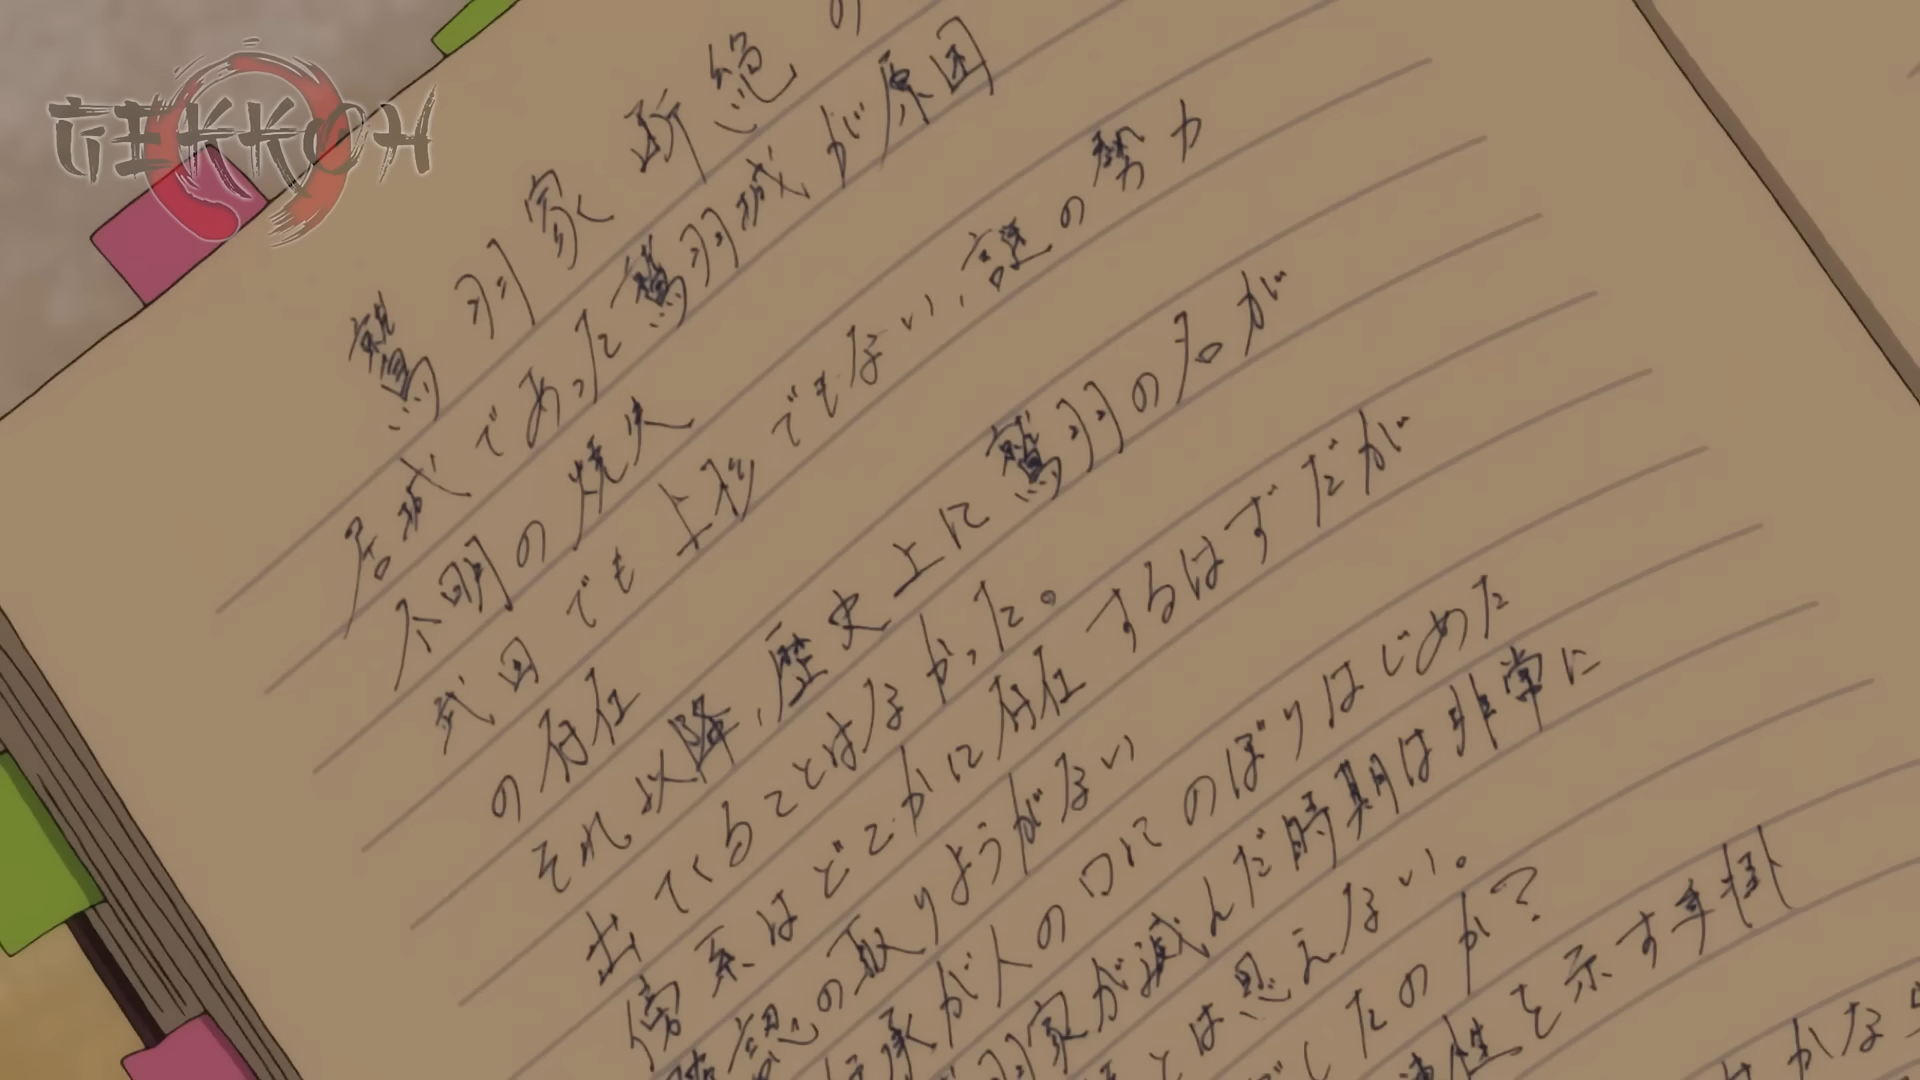 GEKKOH
鷲羽家断絶の
居城であった鷲羽城が原因
不明の焼失
武田でも上杉でもない、謎の勢力
の存在
それ以降、歴史上に鷲羽の名が
出てくることはなかった。
傍系はどこかに存在するはずだが
確認の取りようがない
伝承が人の口にのぼりはじめた
羽家が滅んだ時期は非常に
とは思えない。
したのか?
性を示す手掛
かな